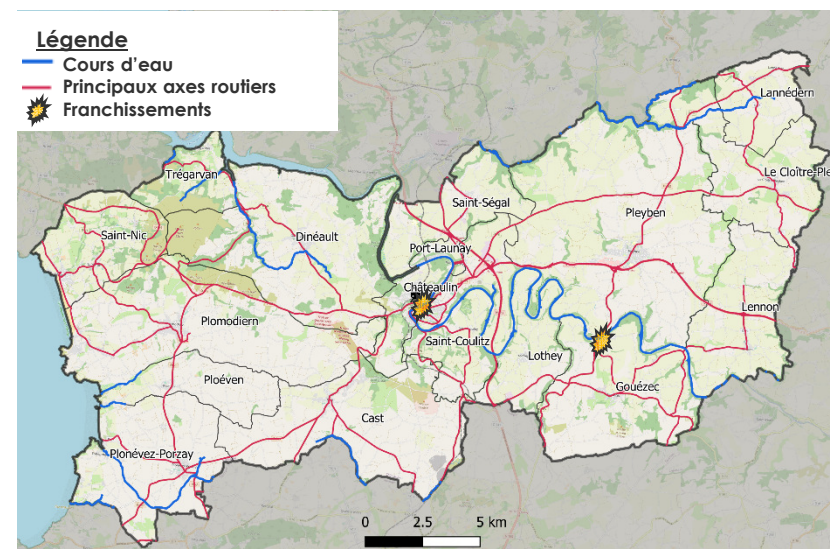 Légende
Cours d'eau
Principaux axes routiers
Franchissements
Lannédern
Trégarvan
Le Cloître-Ple
Saint-Ségal
Pleyben
Saint-Nic
Dinéault
Port-Launay
Châteaulin
Lennon
Plomodiern
Saint-Coulitz
Lothey
Ploéven
Gouézec
Cast
Plonévez-Porzay
0 2.5 5 km